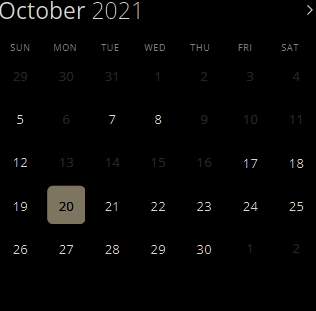 October 2021
SUN MON TUE WED THU FRI SAT
29 30 31 1 2 3 4
5 6 7 8 9 10 11
12 13 14 15 16 17 18
19 20 21 22 23 24 25
26 27 28 29 30 1 2